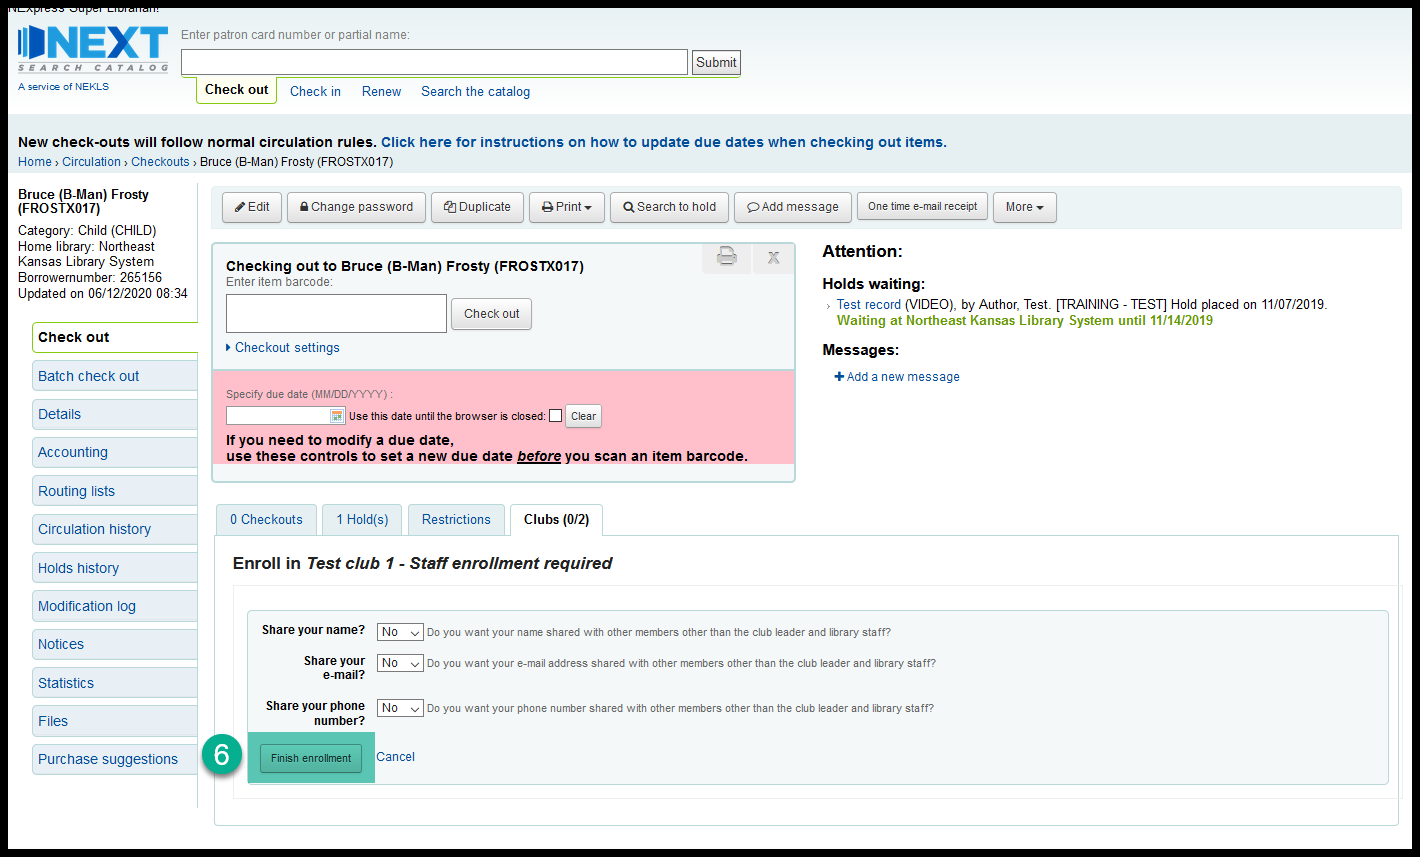 NEXpress Super Librarian!
NEXT
SEARCH CATALOG
A service of NEKLS
Enter patron card number or partial name:
Submit
Check out Check in Renew Search the catalog
New check-outs will follow normal circulation rules. Click here for instructions on how to update due dates when checking out items.
Home › Circulation › Checkouts › Bruce (B-Man) Frosty (FROSTX017)
Bruce (B-Man) Frosty
(FROSTX017)
Category: Child (CHILD)
Home library: Northeast
Kansas Library System
Borrowernumber: 265156
Updated on 06/12/2020 08:34
Check out
Batch check out
Details
Accounting
Routing lists
Circulation history
Holds history
Modification log
Notices
Statistics
Files
Purchase suggestions
Edit Change password Duplicate Print Search to hold Add message One time e-mail receipt More
Checking out to Bruce (B-Man) Frosty (FROSTX017)
X
Enter item barcode:
Check out
Checkout settings
Specify due date (MM/DD/YYYY) :
Use this date until the browser is closed: Clear
If you need to modify a due date,
use these controls to set a new due date before you scan an item barcode.
Attention:
Holds waiting:
› Test record (VIDEO), by Author, Test. [TRAINING - TEST] Hold placed on 11/07/2019.
Waiting at Northeast Kansas Library System until 11/14/2019
Messages:
+ Add a new message
0 Checkouts 1 Hold(s) Restrictions Clubs (0/2)
Enroll in Test club 1 - Staff enrollment required
Share your name? No Do you want your name shared with other members other than the club leader and library staff?
Share your
e-mail?
No Do you want your e-mail address shared with other members other than the club leader and library staff?
Share your phone
number?
No Do you want your phone number shared with other members other than the club leader and library staff?
6 Finish enrollment Cancel